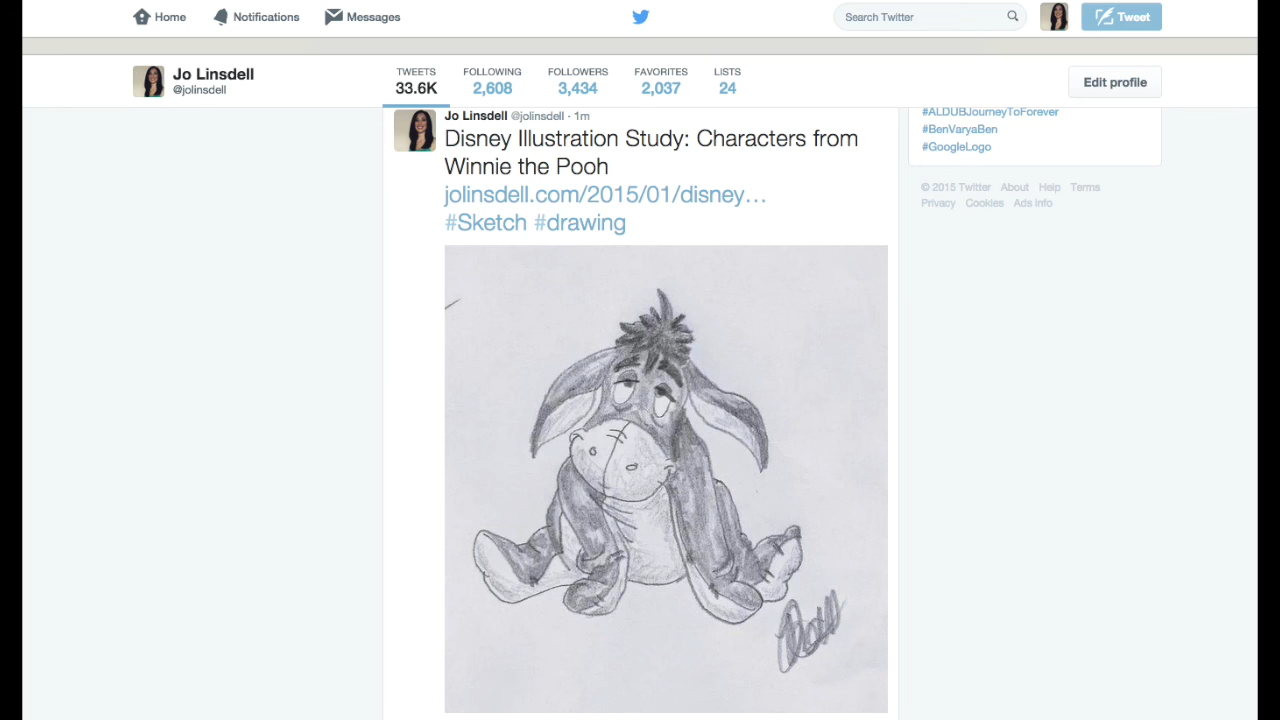 Home Notifications Messages Search Twitter Tweet
Jo Linsdell
@jolinsdell
TWEETS FOLLOWING FOLLOWERS FAVORITES LISTS
33.6K 2,608 3,434 2,037 24
Edit profile
Jo Linsdell @jolinsdell · 1m
Disney Illustration Study: Characters from
Winnie the Pooh
jolinsdell.com/2015/01/disney…
#Sketch #drawing
#ALDUBJourneyToForever
#BenVaryaBen
#GoogleLogo
© 2015 Twitter About Help Terms
Privacy Cookies Ads info